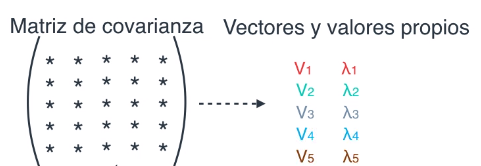 Matriz de covarianza Vectores y valores propios
* * * * * V1 λ1
* * * * * V2 λ2
* * * * * V3 λ3
* * * * * V4 λ4
* * * * * V5 λ5